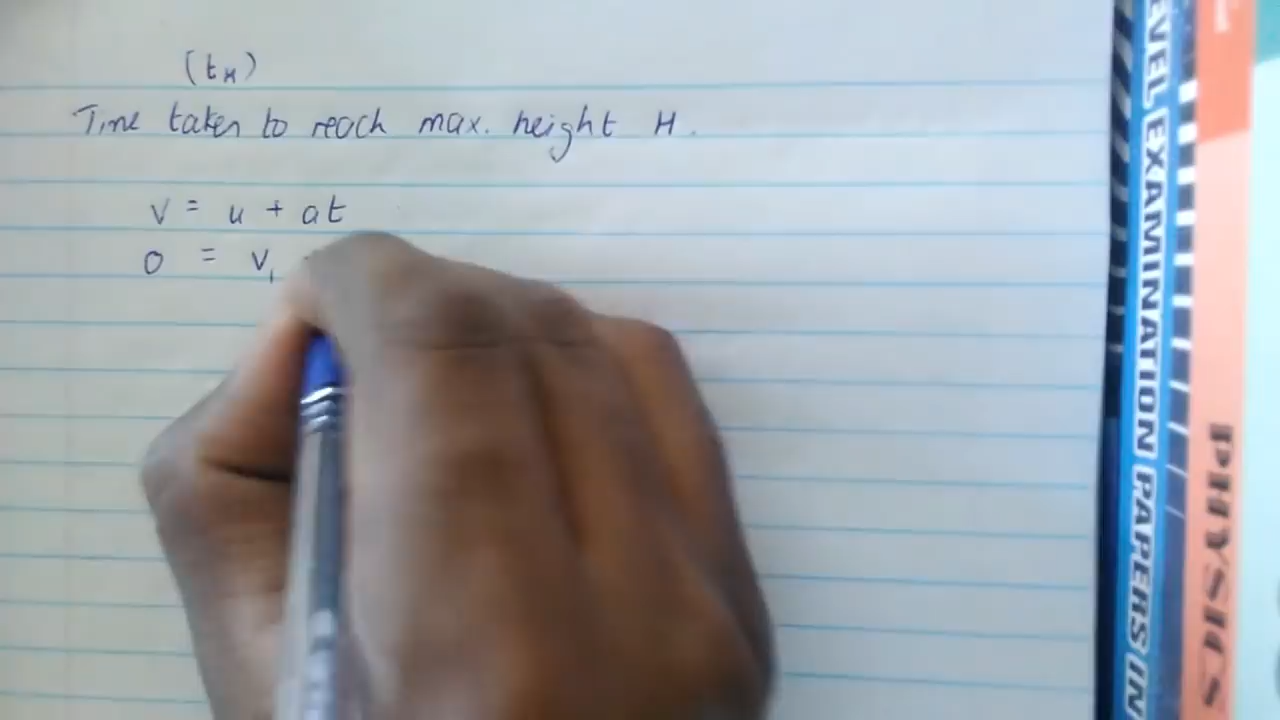 (tH)
Time taken to reach max. height H.
v = u + at
0 = v₁
EVEL EXAMINATION PAPERS IN
PHYSICS